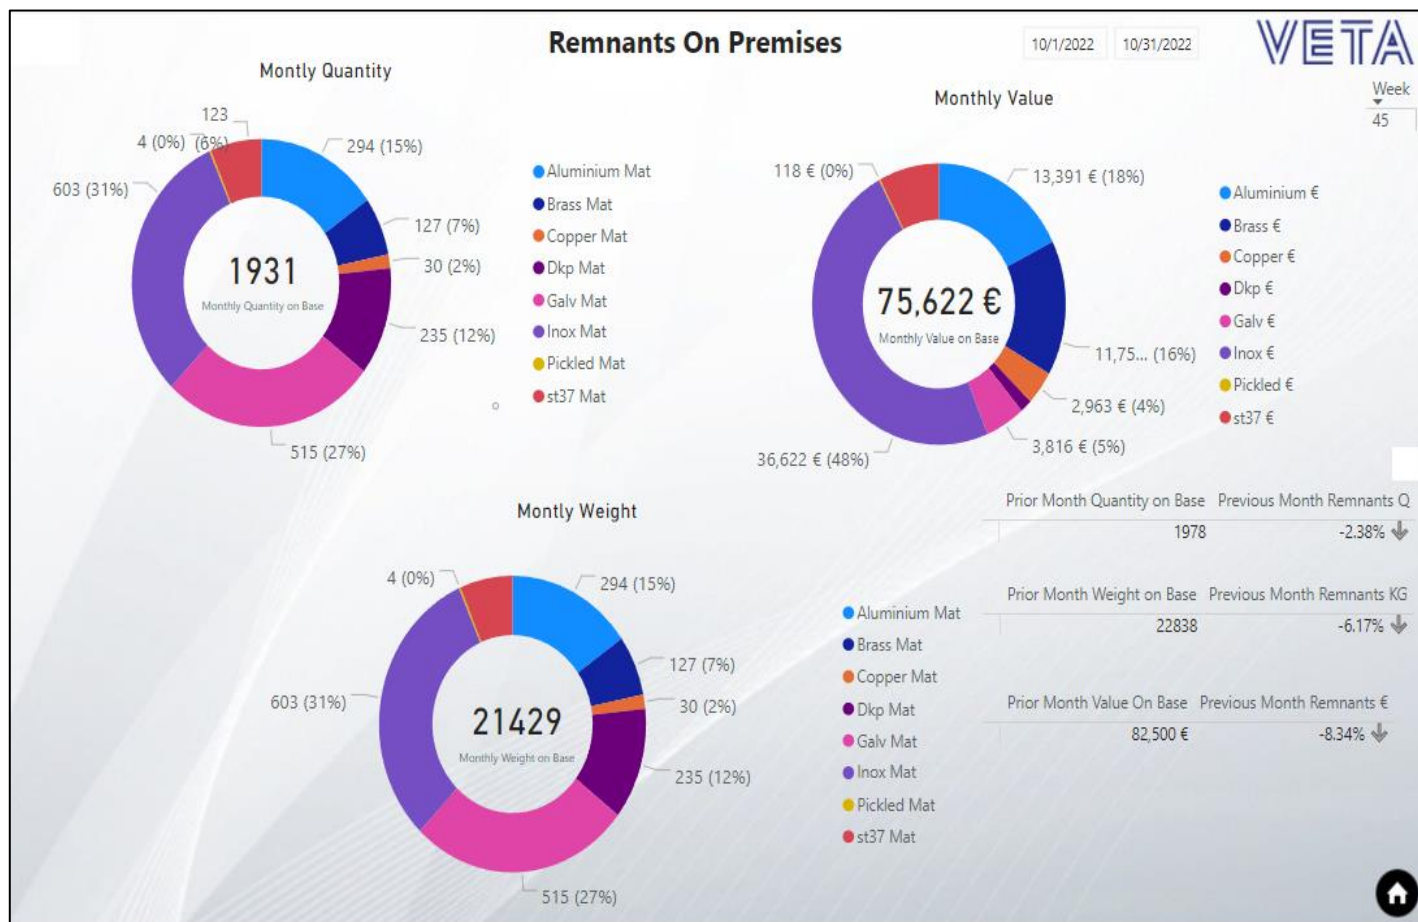 Remnants On Premises
10/1/2022 10/31/2022
VETA
Week
45
Montly Quantity
123
(6%)
4 (0%)
294 (15%)
603 (31%)
127 (7%)
30 (2%)
235 (12%)
515 (27%)
1931
Monthly Quantity on Base
Aluminium Mat
Brass Mat
Copper Mat
Dkp Mat
Galv Mat
Inox Mat
Pickled Mat
st37 Mat
Monthly Value
118 € (0%)
13,391 € (18%)
11,75... (16%)
2,963 € (4%)
3,816 € (5%)
36,622 € (48%)
75,622 €
Monthly Value on Base
Aluminium €
Brass €
Copper €
Dkp €
Galv €
Inox €
Pickled €
st37 €
Montly Weight
4 (0%)
294 (15%)
127 (7%)
603 (31%)
30 (2%)
235 (12%)
515 (27%)
21429
Monthly Weight on Base
Aluminium Mat
Brass Mat
Copper Mat
Dkp Mat
Galv Mat
Inox Mat
Pickled Mat
st37 Mat
Prior Month Quantity on Base Previous Month Remnants Q
1978 -2.38%
Prior Month Weight on Base Previous Month Remnants KG
22838 -6.17%
Prior Month Value On Base Previous Month Remnants €
82,500 € -8.34%